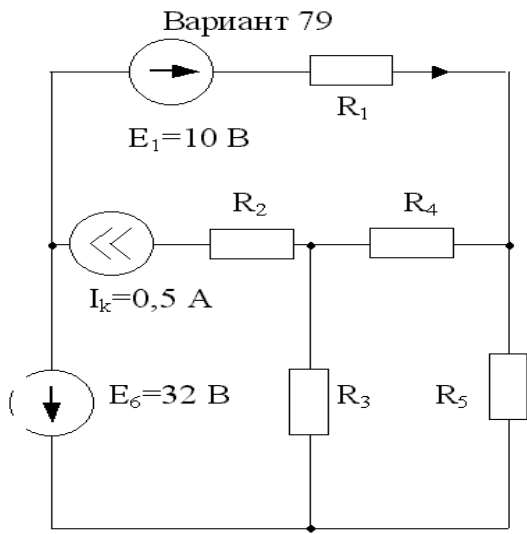 Вариант 79
R₁
E₁=10 В
R₂
R₄
Iₖ=0,5 А
E₆=32 В
R₃
R₅